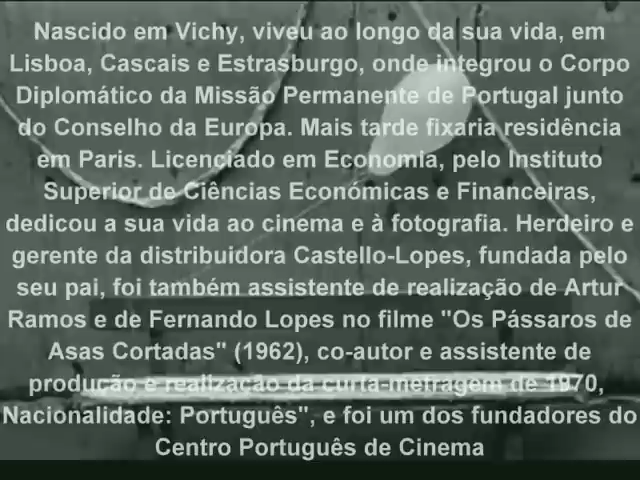 Nascido em Vichy, viveu ao longo da sua vida, em
Lisboa, Cascais e Estrasburgo, onde integrou o Corpo
Diplomático da Missão Permanente de Portugal junto
do Conselho da Europa. Mais tarde fixaria residência
em Paris. Licenciado em Economia, pelo Instituto
Superior de Ciências Económicas e Financeiras,
dedicou a sua vida ao cinema e à fotografia. Herdeiro e
gerente da distribuidora Castello-Lopes, fundada pelo
seu pai, foi também assistente de realização de Artur
Ramos e de Fernando Lopes no filme "Os Pássaros de
Asas Cortadas" (1962), co-autor e assistente de
produção e realização da curta-metragem de 1970,
Nacionalidade: Português", e foi um dos fundadores do
Centro Português de Cinema